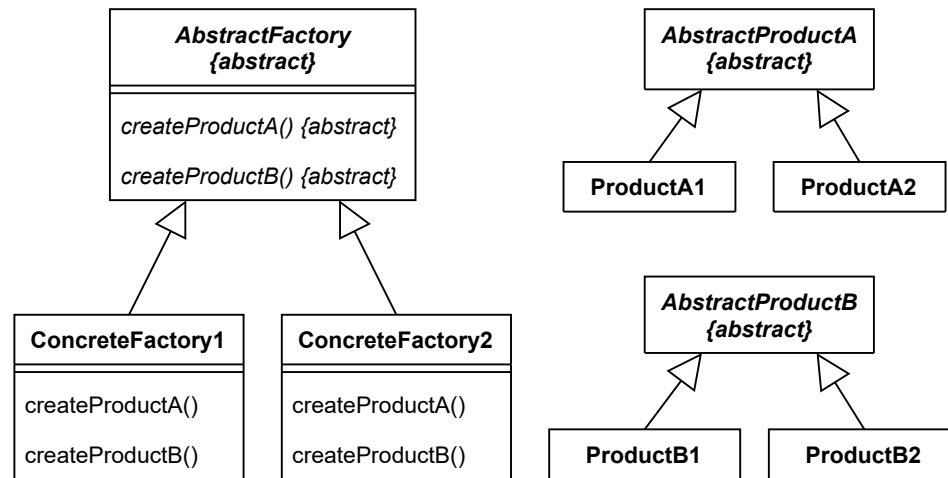 AbstractFactory
{abstract}
createProductA() {abstract}
createProductB() {abstract}
ConcreteFactory1
createProductA()
createProductB()
ConcreteFactory2
createProductA()
createProductB()
AbstractProductA
{abstract}
ProductA1
ProductA2
AbstractProductB
{abstract}
ProductB1
ProductB2